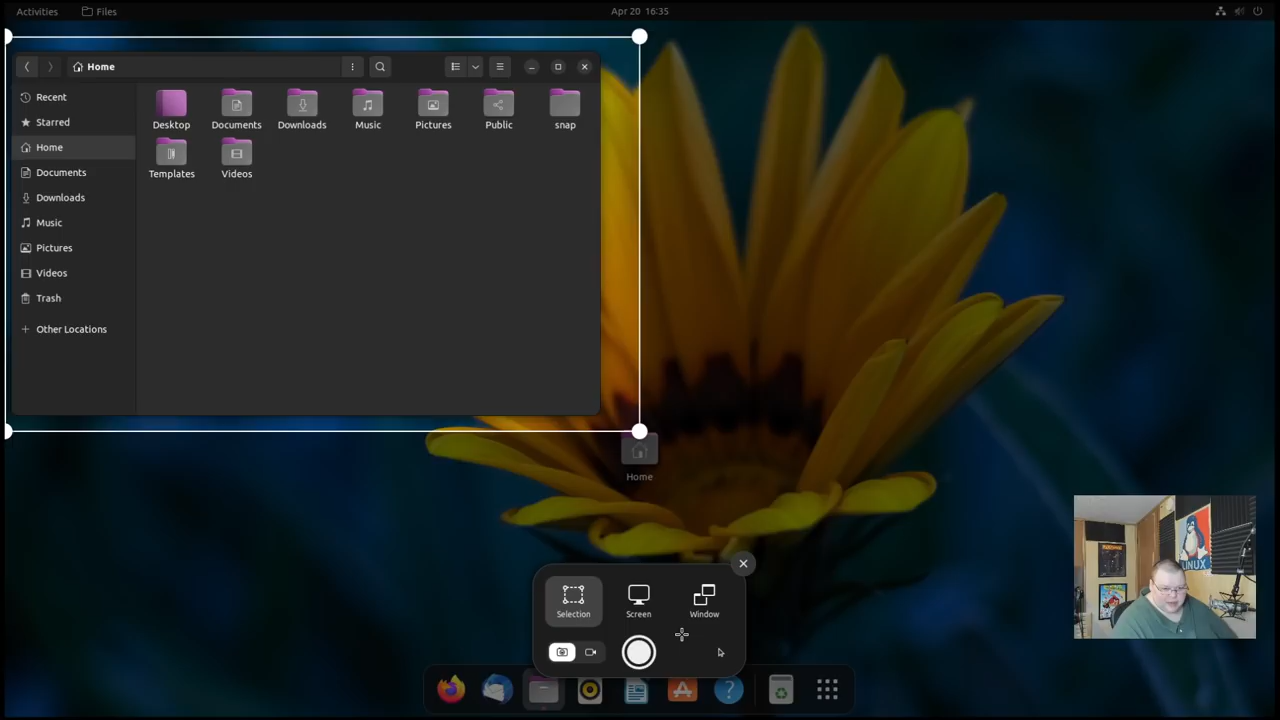 Activities Files Apr 20 16:35
Home
Recent
Starred
Home
Documents
Downloads
Music
Pictures
Videos
Trash
Other Locations
Desktop Documents Downloads Music Pictures Public snap
Templates Videos
Home
Selection Screen Window
LINUX